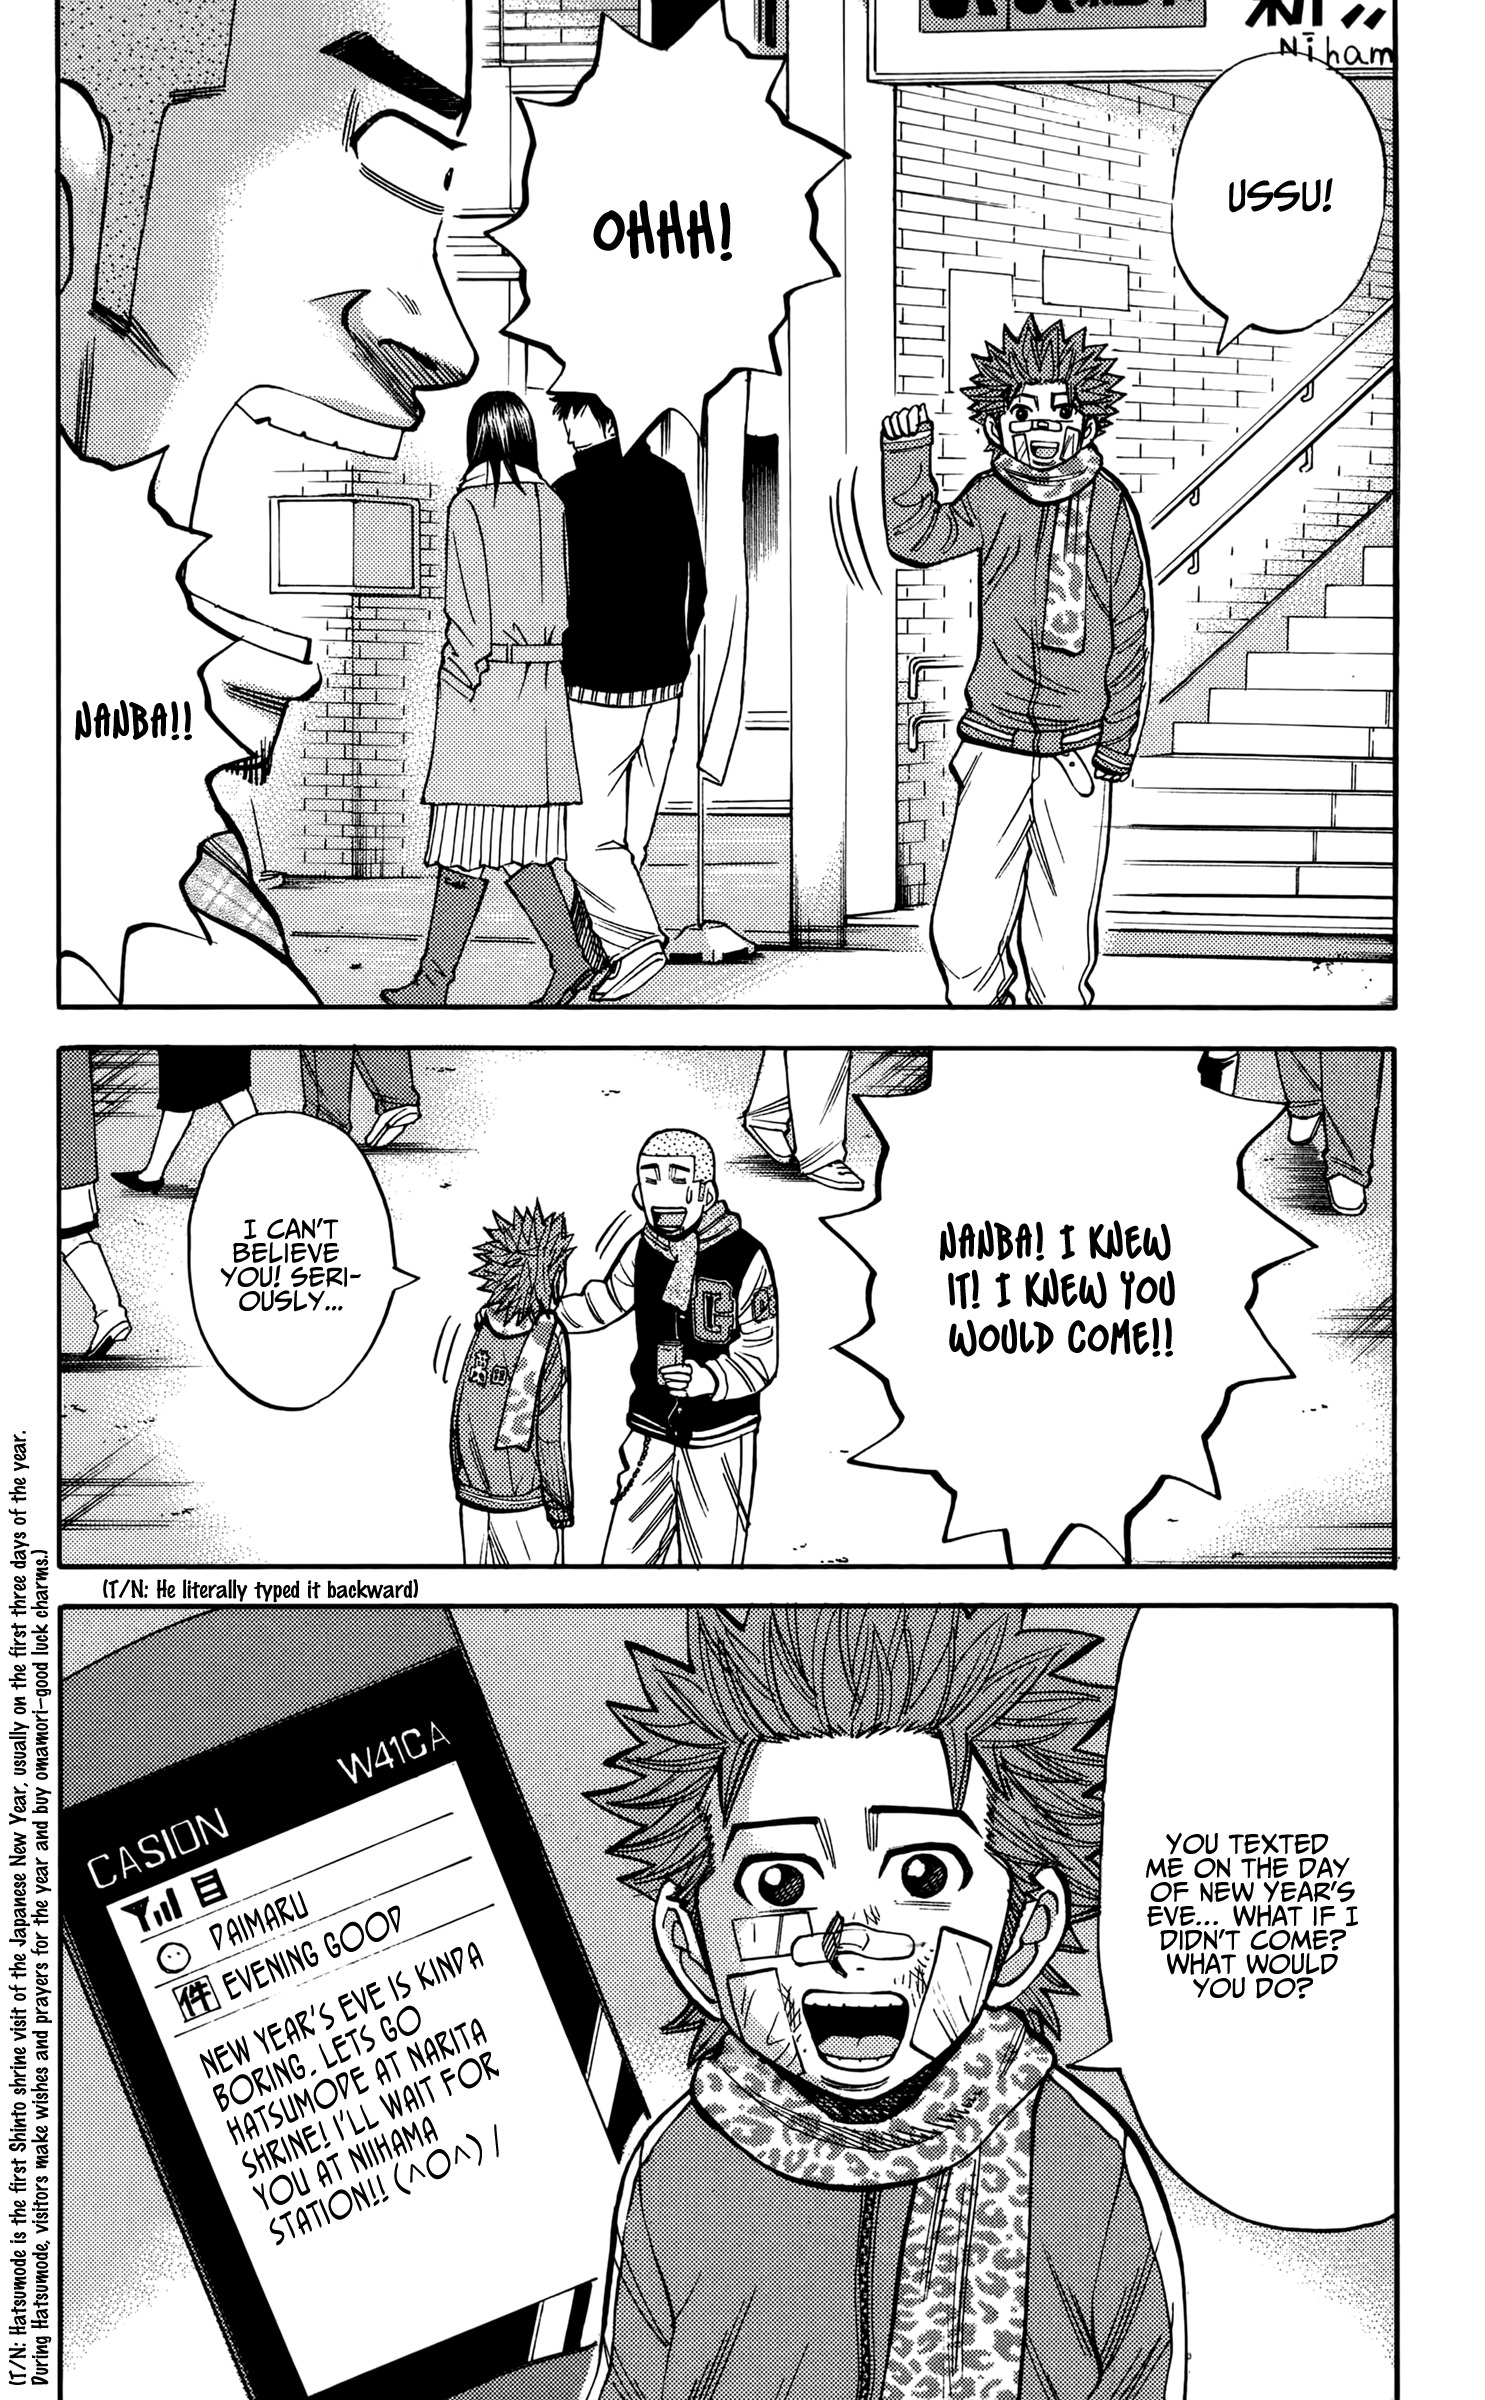 Niham
USSU!
OHHH!
NANBA!!
NANBA! I KNEW
IT! I KNEW YOU
WOULD COME!!
I CAN'T
BELIEVE
YOU! SERI-
OUSLY...
(T/N: He literally typed it backward)
YOU TEXTED
ME ON THE DAY
OF NEW YEAR'S
EVE... WHAT IF I
DIDN'T COME?
WHAT WOULD
YOU DO?
CASION W41CA
DAIMARU
件 EVENING GOOD
NEW YEAR'S EVE IS KINDA
BORING. LETS GO
HATSUMODE AT NARITA
SHRINE! I'LL WAIT FOR
YOU AT NIIHAMA
STATION!! (^O^) /
(T/N: Hatsumode is the first Shinto shrine visit of the Japanese New Year, usually on the first three days of the year.
During Hatsumode, visitors make wishes and prayers for the year and buy omamori-good luck charms.)